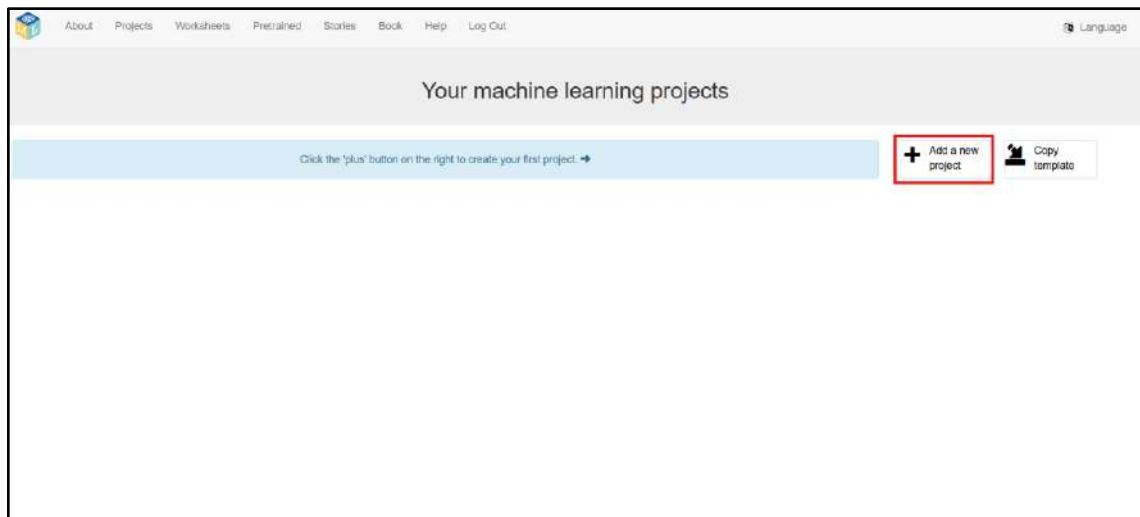 About Projects Worksheets Pretrained Stories Book Help Log Out Language
Your machine learning projects
Click the 'plus' button on the right to create your first project.
Add a new
project
Copy
template